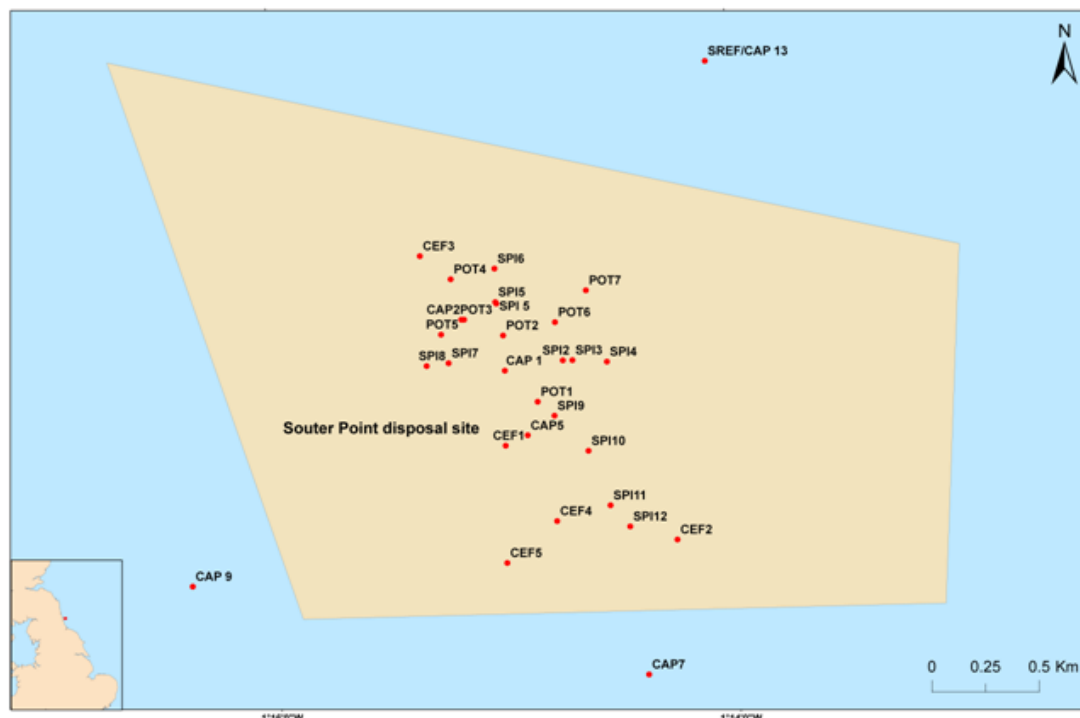 N
SREF/CAP 13
CEF3
SPI6
POT4
POT7
SPI5
SPI 5
CAP2POT3
POT6
POT5
POT2
SPI2 SPI3 SPI4
SPI8 SPI7
CAP 1
POT1
SPI9
Souter Point disposal site
CEF1
CAP5
SPI10
SPI11
CEF4
SPI12
CEF2
CEF5
CAP 9
CAP7
0 0.25 0.5 Km